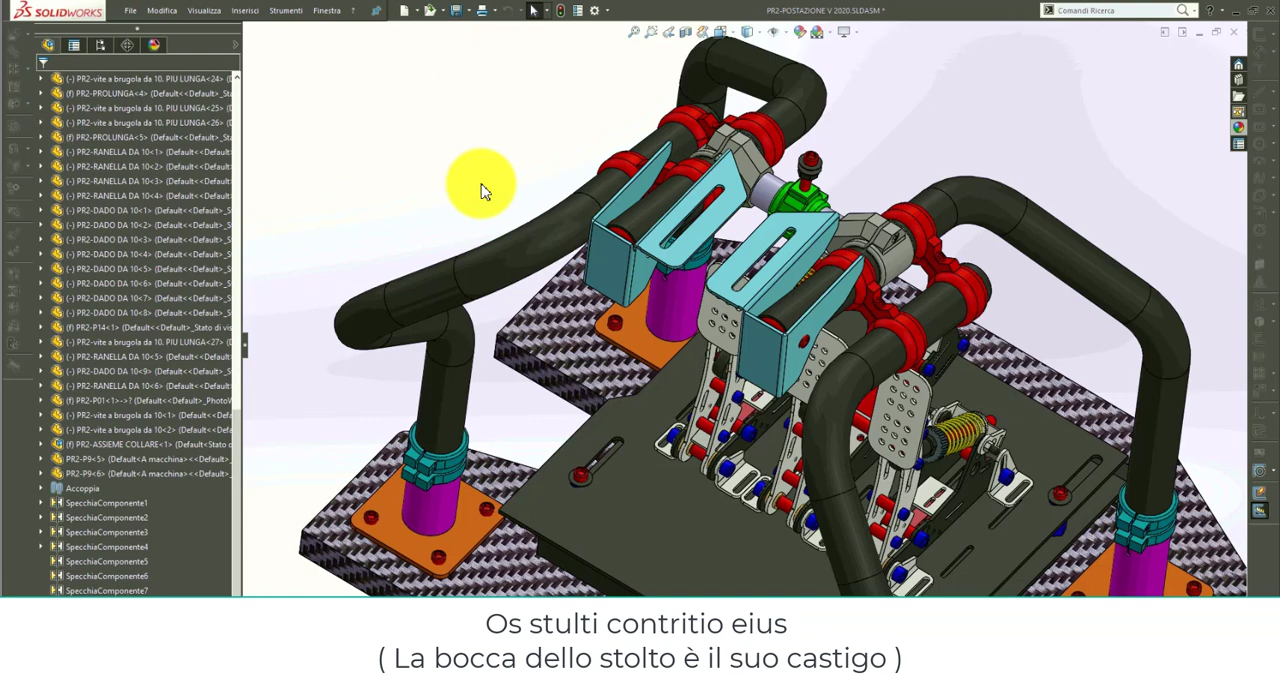 SOLIDWORKS
File Modifica Visualizza Inserisci Strumenti Finestra
PR2-POSTAZIONE V 2020.SLDASM *
Comandi Ricerca
(-) PR2-vite a brugola da 10. PIU LUNGA<24> (D
(f) PR2-PROLUNGA<4> (Default<<Default>_Sta
(-) PR2-vite a brugola da 10. PIU LUNGA<25> (D
(-) PR2-vite a brugola da 10. PIU LUNGA<26> (D
(f) PR2-PROLUNGA<5> (Default<<Default>_Sta
(-) PR2-RANELLA DA 10<1> (Default<<Default>
(-) PR2-RANELLA DA 10<2> (Default<<Default>
(-) PR2-RANELLA DA 10<3> (Default<<Default>
(-) PR2-RANELLA DA 10<4> (Default<<Default>
(-) PR2-DADO DA 10<1> (Default<<Default>_S
(-) PR2-DADO DA 10<2> (Default<<Default>_S
(-) PR2-DADO DA 10<3> (Default<<Default>_S
(-) PR2-DADO DA 10<4> (Default<<Default>_S
(-) PR2-DADO DA 10<5> (Default<<Default>_S
(-) PR2-DADO DA 10<6> (Default<<Default>_S
(-) PR2-DADO DA 10<7> (Default<<Default>_S
(-) PR2-DADO DA 10<8> (Default<<Default>_S
(f) PR2-P14<1> (Default<<Default>_Stato di vis
(-) PR2-vite a brugola da 10. PIU LUNGA<27> (D
(-) PR2-RANELLA DA 10<5> (Default<<Default>
(-) PR2-DADO DA 10<9> (Default<<Default>_S
(-) PR2-RANELLA DA 10<6> (Default<<Default>
(f) PR2-P01<1>->? (Default<<Default>_PhotoV
(-) PR2-vite a brugola da 10<1> (Default<<Defa
(-) PR2-vite a brugola da 10<2> (Default<<Defa
(f) PR2-ASSIEME COLLARE<1> (Default<Stato d
PR2-P9<5> (Default<A macchina><<Default>_
PR2-P9<6> (Default<A macchina><<Default>_
Accoppia
SpecchiaComponente1
SpecchiaComponente2
SpecchiaComponente3
SpecchiaComponente4
SpecchiaComponente5
SpecchiaComponente6
SpecchiaComponente7
Os stulti contritio eius
( La bocca dello stolto è il suo castigo )